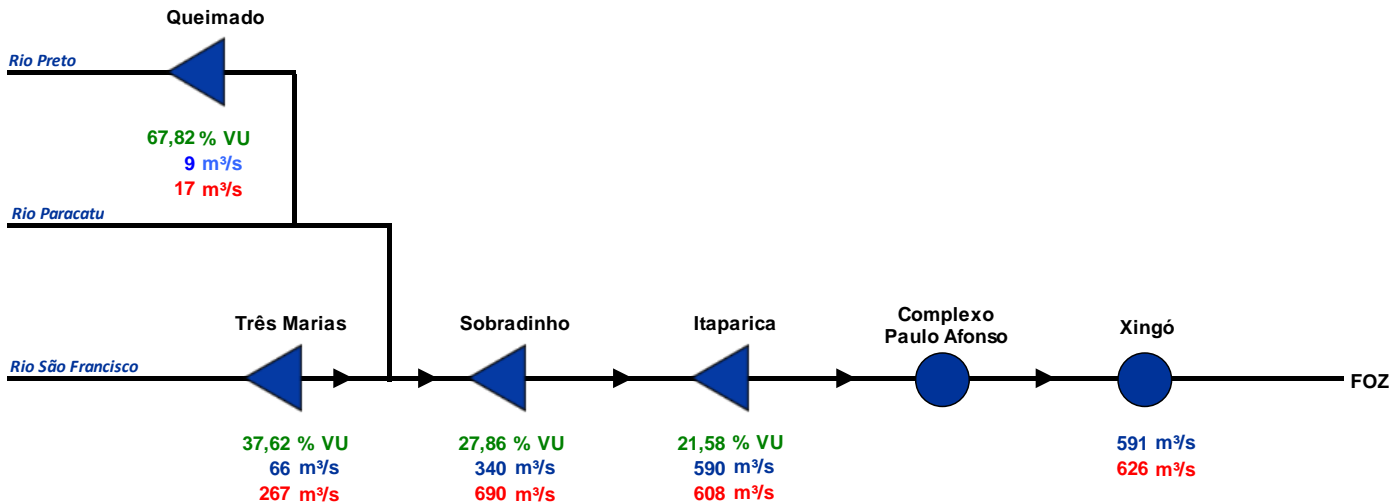 Queimado
Rio Preto
67,82 % VU
9 m³/s
17 m³/s
Rio Paracatu
Três Marias
Sobradinho
Itaparica
Complexo
Paulo Afonso
Xingó
Rio São Francisco
FOZ
37,62 % VU
66 m³/s
267 m³/s
27,86 % VU
340 m³/s
690 m³/s
21,58 % VU
590 m³/s
608 m³/s
591 m³/s
626 m³/s